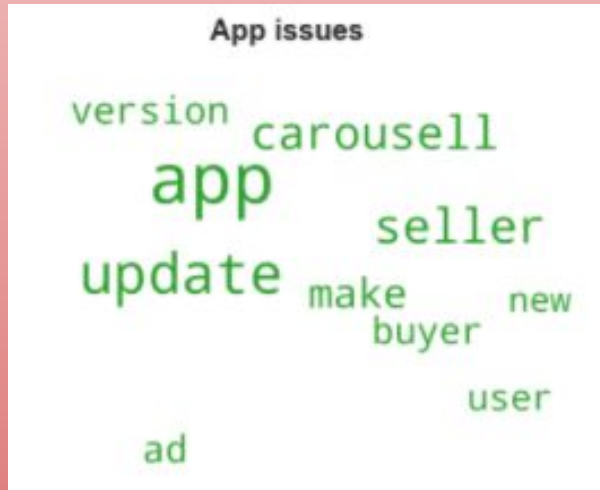 App issues
version
carousell
app
seller
update
make
new
buyer
user
ad